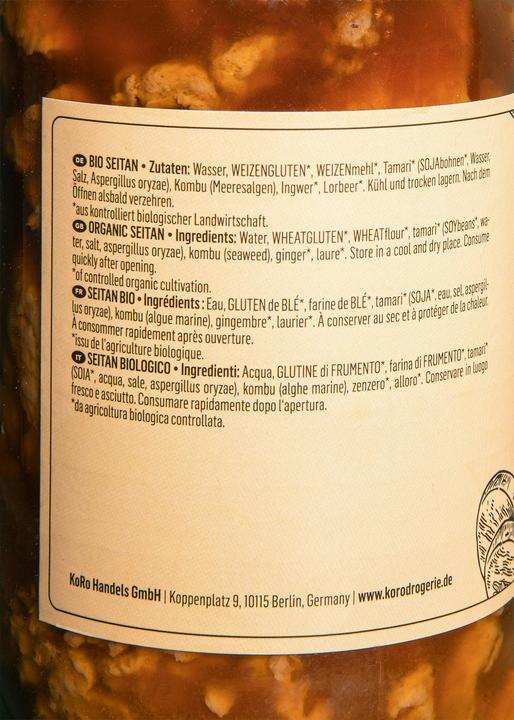 DE BIO SEITAN • Zutaten: Wasser, WEIZENGLUTEN*, WEIZENmehl*, Tamari* (SOJAbohnen*, Wasser,
Salz, Aspergillus oryzae), Kombu (Meeresalgen), Ingwer*, Lorbeer*. Kühl und trocken lagern. Nach dem
Öffnen alsbald verzehren.
*aus kontrolliert biologischer Landwirtschaft.
GB ORGANIC SEITAN • Ingredients: Water, WHEATGLUTEN*, WHEATflour*, tamari* (SOYbeans*, wa-
ter, salt, aspergillus oryzae), kombu (seaweed), ginger*, laure*. Store in a cool and dry place. Consume
quickly after opening.
*of controlled organic cultivation.
FR SEITAN BIO • Ingrédients : Eau, GLUTEN de BLÉ*, farine de BLÉ*, tamari* (SOJA*, eau, sel, aspergil-
lus oryzae), kombu (algue marine), gingembre*, laurier*. À conserver au sec et à protéger de la chaleur.
À consommer rapidement après ouverture.
*issu de l'agriculture biologique.
IT SEITAN BIOLOGICO • Ingredienti: Acqua, GLUTINE di FRUMENTO*, farina di FRUMENTO*, tamari*
(SOIA*, acqua, sale, aspergillus oryzae), kombu (alghe marine), zenzero*, alloro*. Conservare in luogo
fresco e asciutto. Consumare rapidamente dopo l'apertura.
*da agricoltura biologica controllata.
KoRo Handels GmbH | Koppenplatz 9, 10115 Berlin, Germany | www.korodrogerie.de